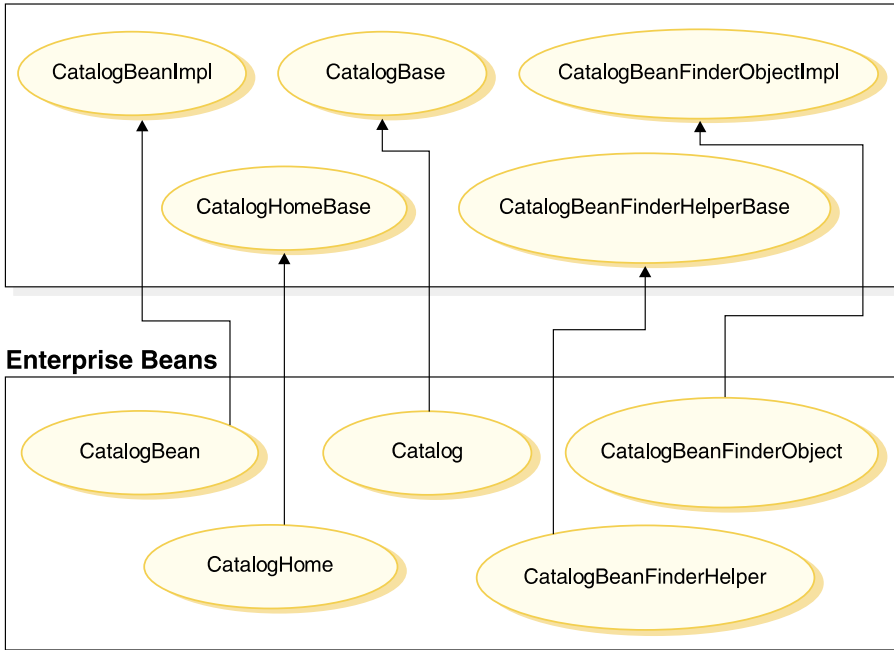 CatalogBeanImpl
CatalogBase
CatalogBeanFinderObjectImpl
CatalogHomeBase
CatalogBeanFinderHelperBase
Enterprise Beans
CatalogBean
Catalog
CatalogBeanFinderObject
CatalogHome
CatalogBeanFinderHelper